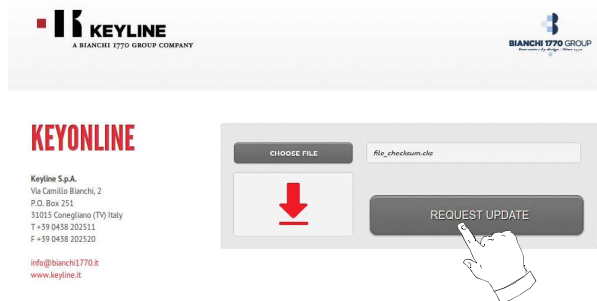 KEYLINE
A BIANCHI 1770 GROUP COMPANY
BIANCHI 1770 GROUP
KEYONLINE
CHOOSE FILE
file_checksum.cks
Keyline S.p.A.
Via Camillo Bianchi, 2
P.O. Box 251
31015 Conegliano (TV) Italy
T +39 0438 202511
F +39 0438 202520
REQUEST UPDATE
info@bianchi1770.it
www.keyline.it